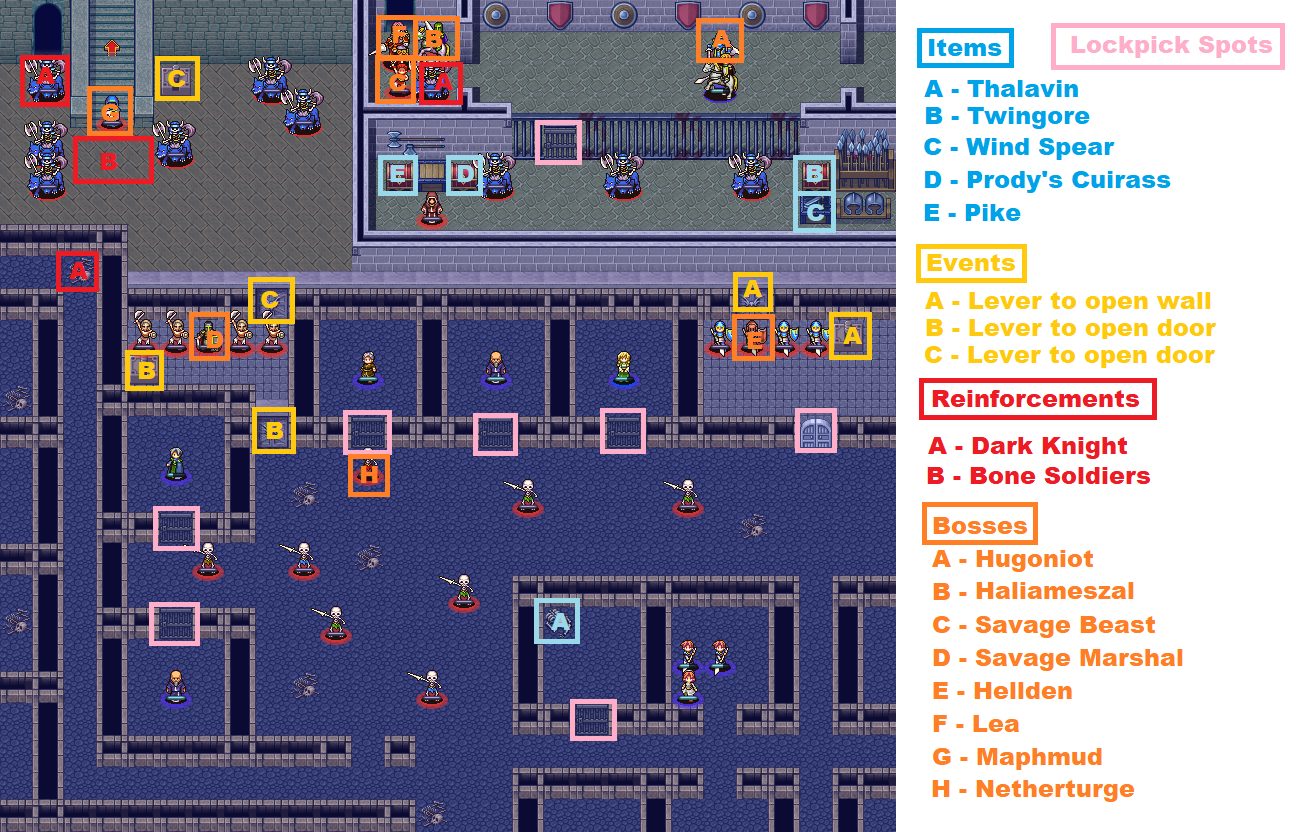 F B A
A C C A
G
B
E D B
C
A
C A
D E A
B
B
H
A
Items
Lockpick Spots
A - Thalavin
B - Twingore
C - Wind Spear
D - Prody's Cuirass
E - Pike
Events
A - Lever to open wall
B - Lever to open door
C - Lever to open door
Reinforcements
A - Dark Knight
B - Bone Soldiers
Bosses
A - Hugoniot
B - Haliameszal
C - Savage Beast
D - Savage Marshal
E - Hellden
F - Lea
G - Maphmud
H - Netherturge